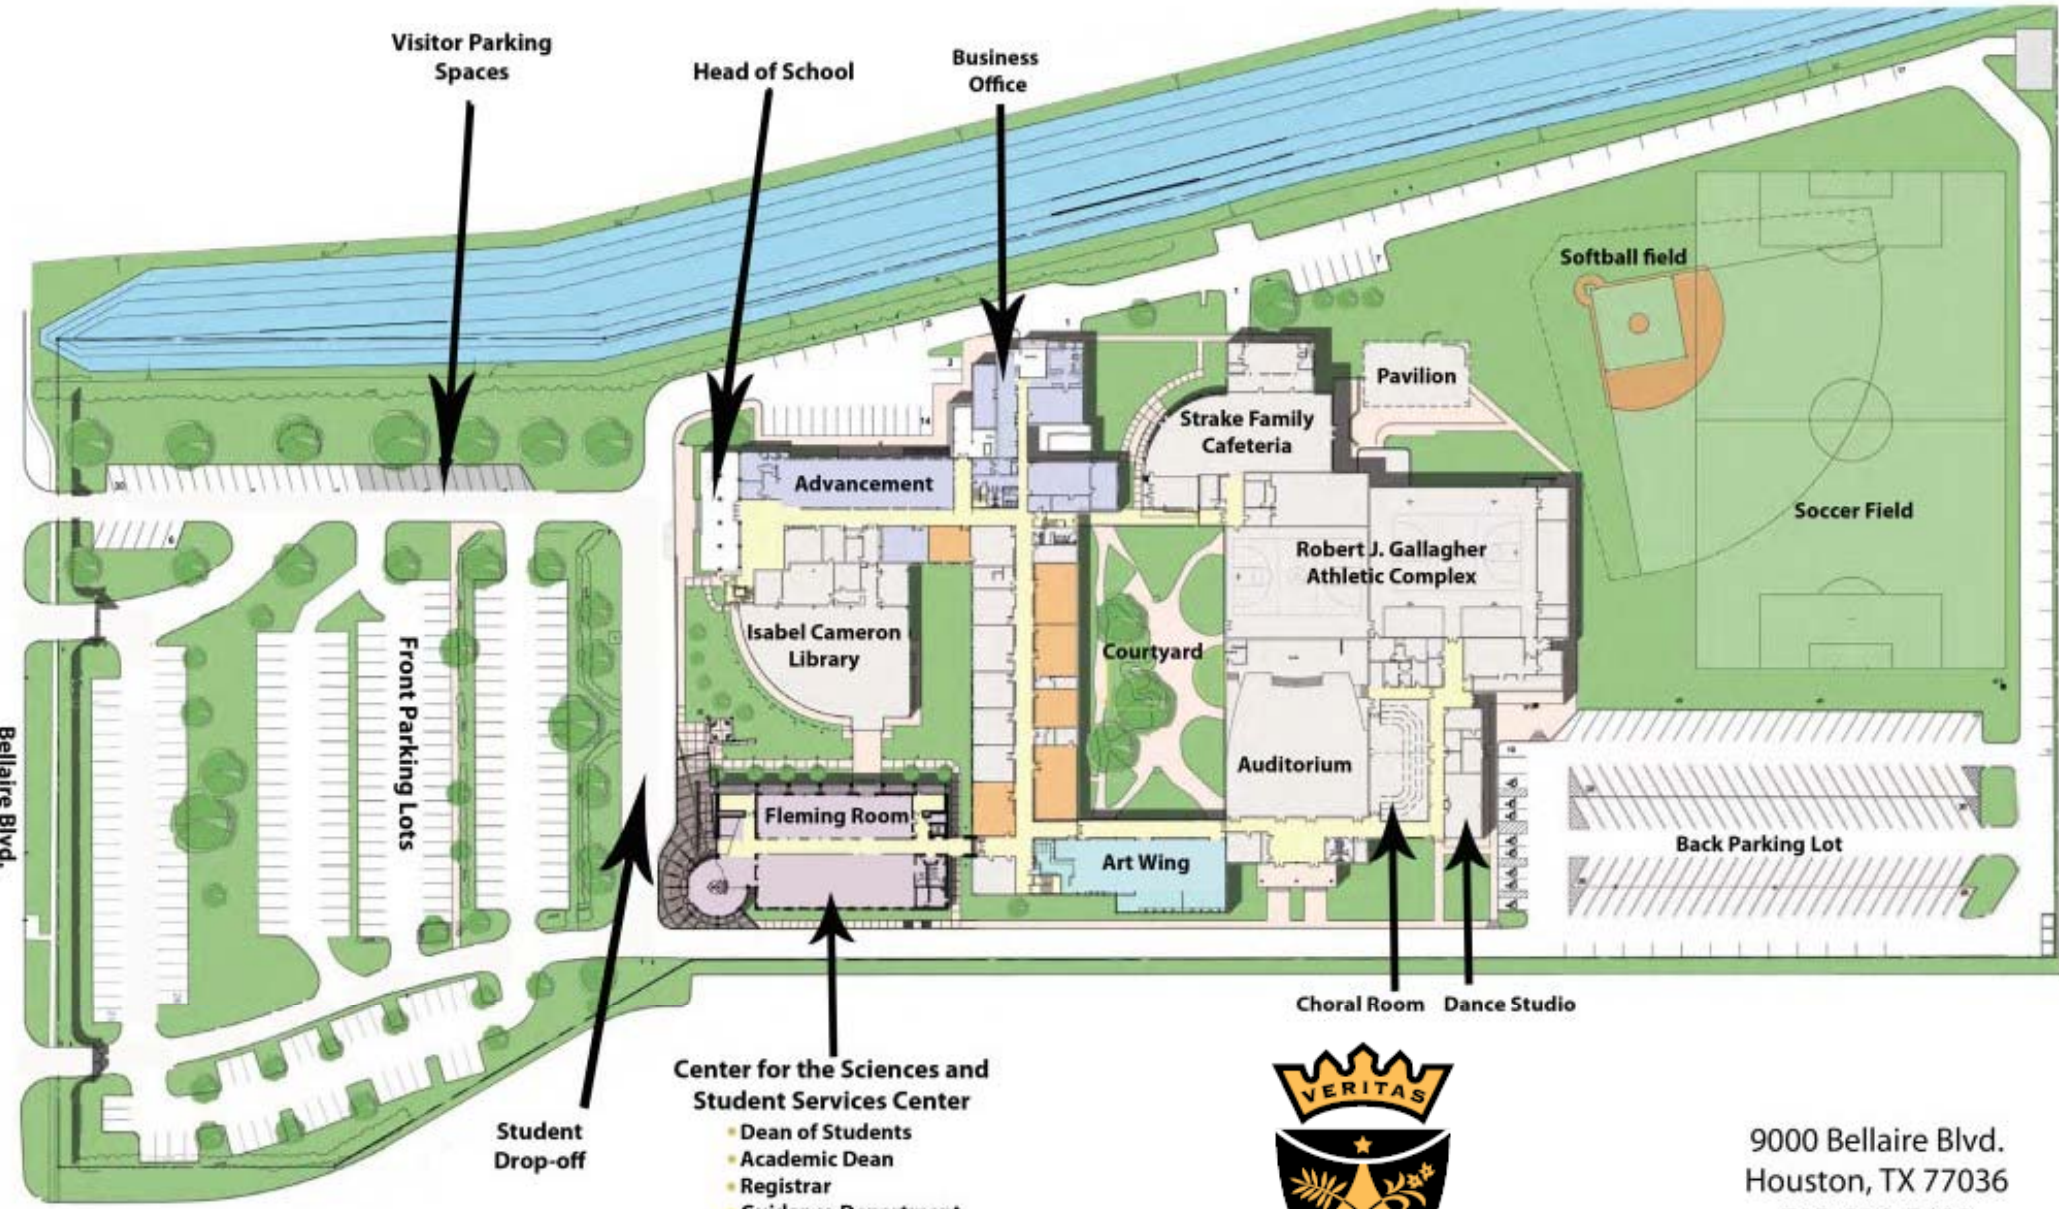 Visitor Parking
Spaces
Head of School
Business
Office
Softball field
Pavilion
Strake Family
Cafeteria
Advancement
Soccer Field
Robert J. Gallagher
Athletic Complex
Isabel Cameron
Library
Courtyard
Front Parking Lots
Bellaire Blvd.
Auditorium
Fleming Room
Art Wing
Back Parking Lot
Choral Room
Dance Studio
Center for the Sciences and
Student Services Center
• Dean of Students
• Academic Dean
• Registrar
• Guidance Department
Student
Drop-off
VERITAS
9000 Bellaire Blvd.
Houston, TX 77036